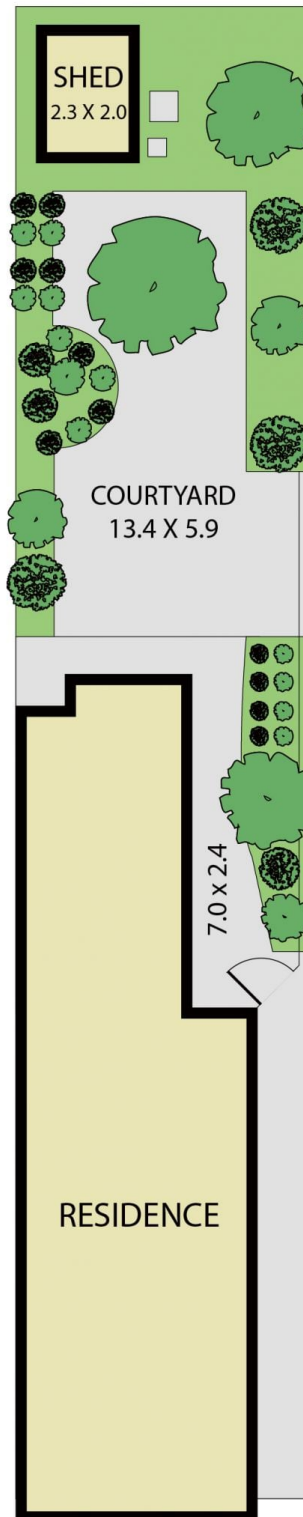 SHED
2.3 X 2.0
COURTYARD
13.4 X 5.9
7.0 x 2.4
RESIDENCE